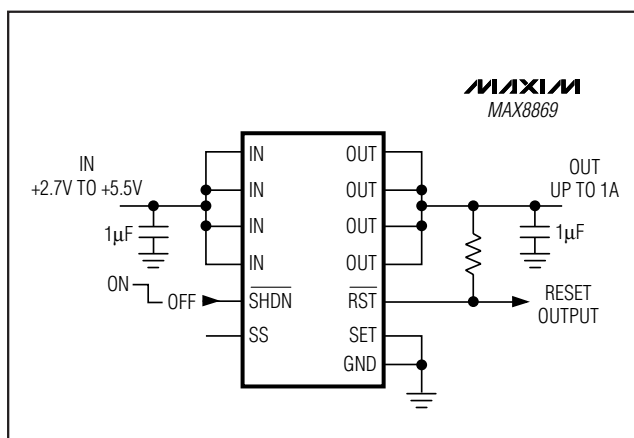 MAXIM
MAX8869
IN
+2.7V TO +5.5V
1µF
ON
OFF
IN
IN
IN
IN
SHDN
SS
OUT
OUT
OUT
OUT
RST
SET
GND
OUT
UP TO 1A
1µF
RESET
OUTPUT